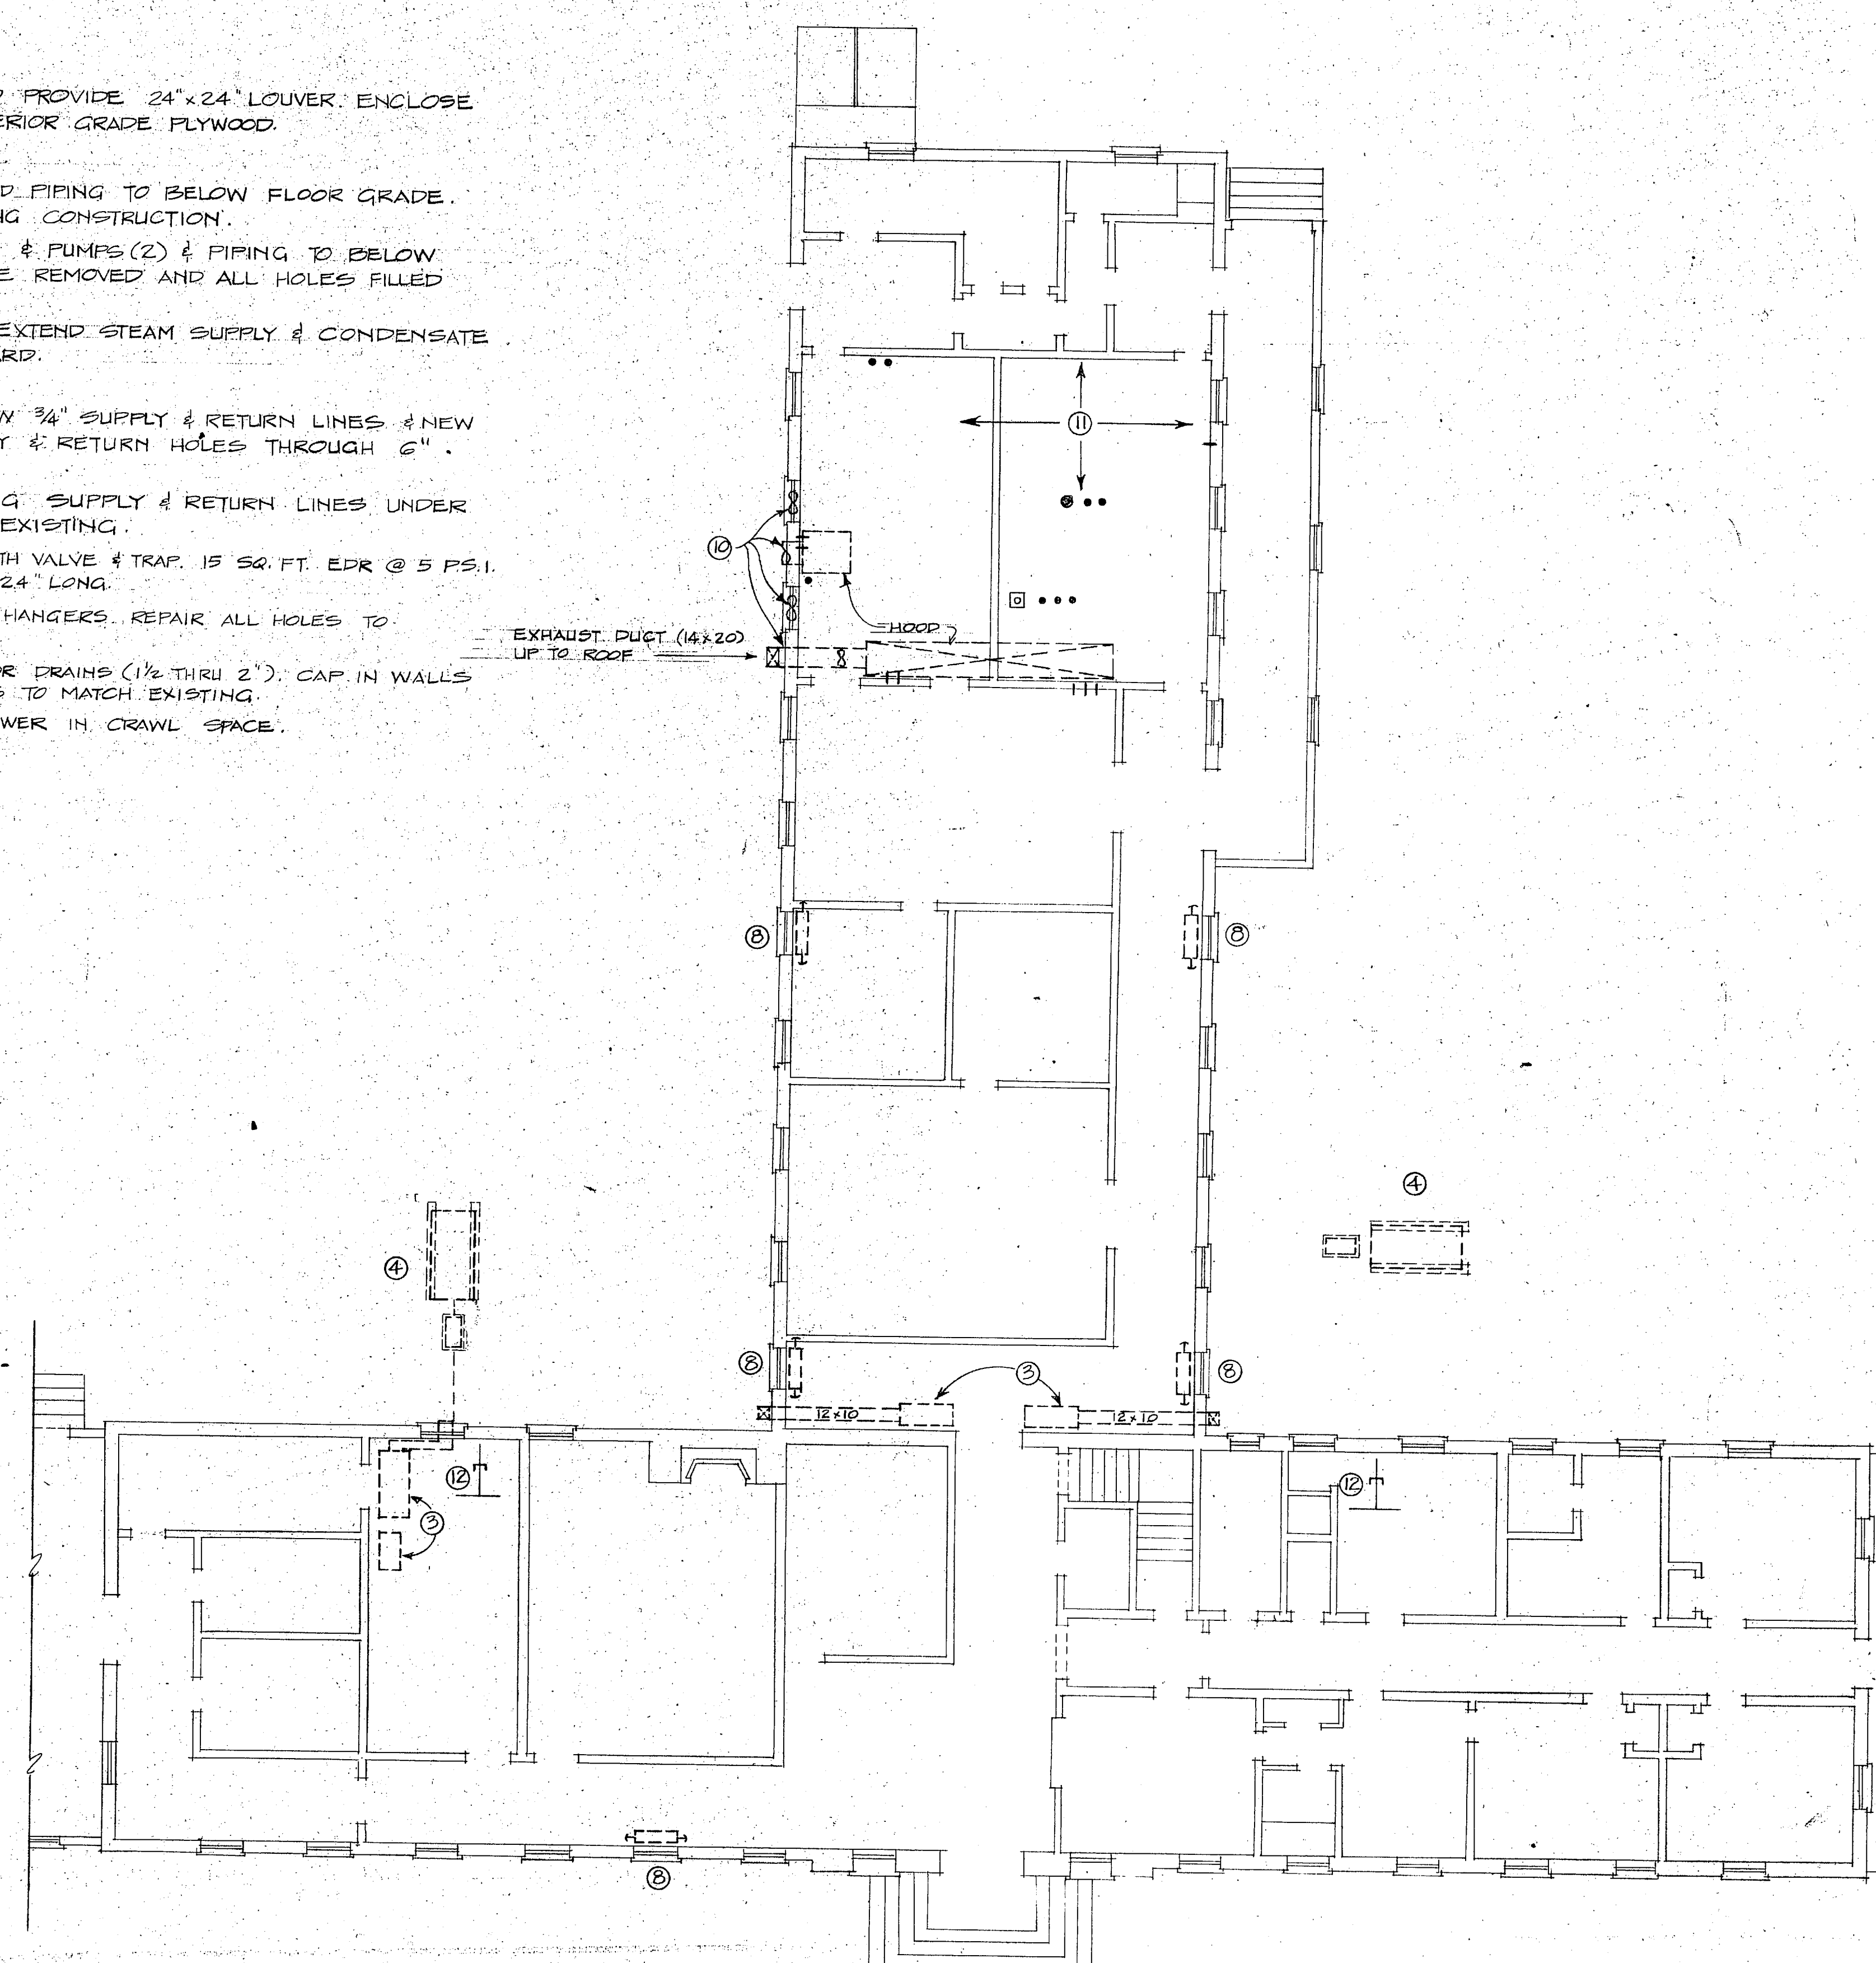 PROVIDE 24"x24" LOUVER. ENCLOSE
ERIOR GRADE PLYWOOD.
D PIPING TO BELOW FLOOR GRADE.
NG CONSTRUCTION.
& PUMPS (2) & PIPING TO BELOW
E REMOVED AND ALL HOLES FILLED
EXTEND STEAM SUPPLY & CONDENSATE
ARD.
W 3/4" SUPPLY & RETURN LINES & NEW
Y & RETURN HOLES THROUGH 6".
G SUPPLY & RETURN LINES UNDER
EXISTING.
TH VALVE & TRAP. 15 SQ. FT. EDR @ 5 P.S.I.
24" LONG.
HANGERS. REPAIR ALL HOLES TO
OR DRAINS (1½ THRU 2"). CAP IN WALLS
S TO MATCH EXISTING.
WER IN CRAWL SPACE.
11
10
HOOD
EXHAUST DUCT (14x20)
UP TO ROOF
8
8
4
4
8
3
8
12x10
12x10
12
12
3
8